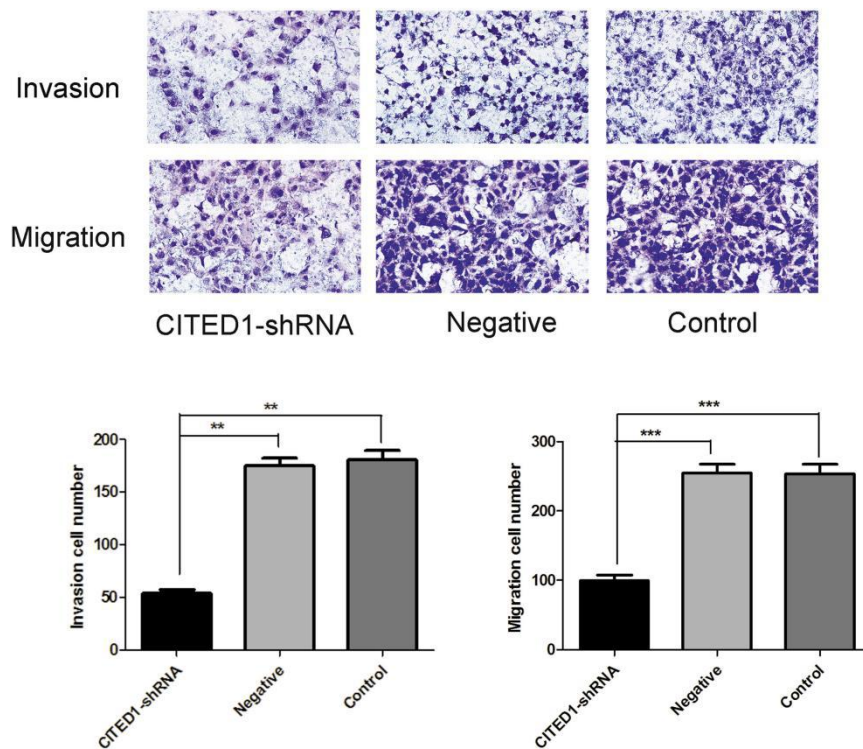 Invasion
Migration
CITED1-shRNA Negative Control
**
**
200
150
100
50
0
Invasion cell number
CITED1-shRNA
Negative
Control
***
***
300
200
100
0
Migration cell number
CITED1-shRNA
Negative
Control